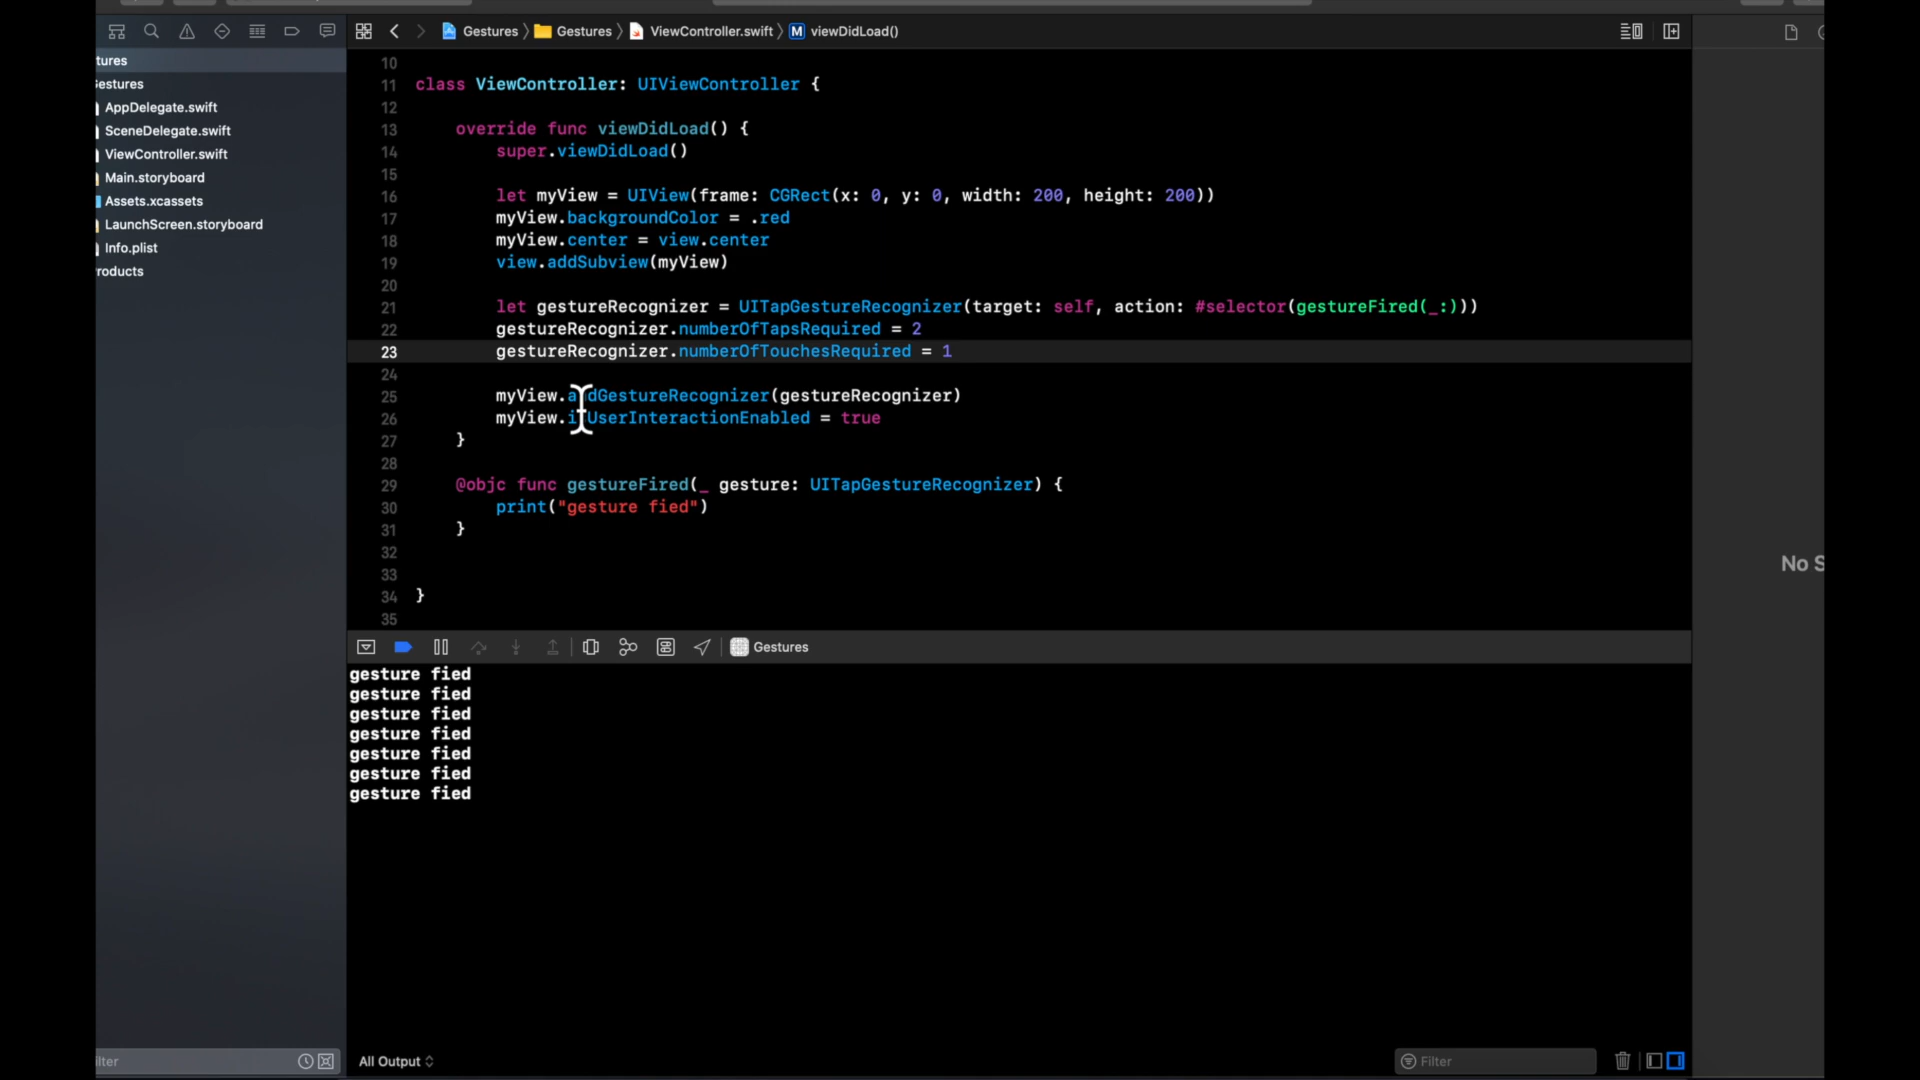 Gestures
Gestures
ViewController.swift
M viewDidLoad()
tures
Gestures
AppDelegate.swift
SceneDelegate.swift
ViewController.swift
Main.storyboard
Assets.xcassets
LaunchScreen.storyboard
Info.plist
roducts
10
11 class ViewController: UIViewController {
12
13 override func viewDidLoad() {
14 super.viewDidLoad()
15
16 let myView = UIView(frame: CGRect(x: 0, y: 0, width: 200, height: 200))
17 myView.backgroundColor = .red
18 myView.center = view.center
19 view.addSubview(myView)
20
21 let gestureRecognizer = UITapGestureRecognizer(target: self, action: #selector(gestureFired(_:)))
22 gestureRecognizer.numberOfTapsRequired = 2
23 gestureRecognizer.numberOfTouchesRequired = 1
24
25 myView.addGestureRecognizer(gestureRecognizer)
26 myView.isUserInteractionEnabled = true
27 }
28
29 @objc func gestureFired(_ gesture: UITapGestureRecognizer) {
30 print("gesture fied")
31 }
32
33
34 }
35
No S
Gestures
gesture fied
gesture fied
gesture fied
gesture fied
gesture fied
gesture fied
gesture fied
ilter
All Output
Filter